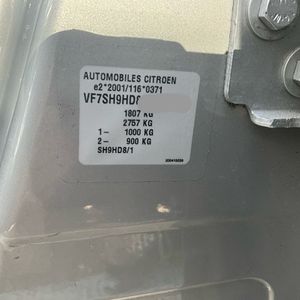 AUTOMOBILES CITROEN
e2*2001/116*0371
VF7SH9HD
1807 KG
2757 KG
1- 1000 KG
2- 900 KG
SH9HD8/1